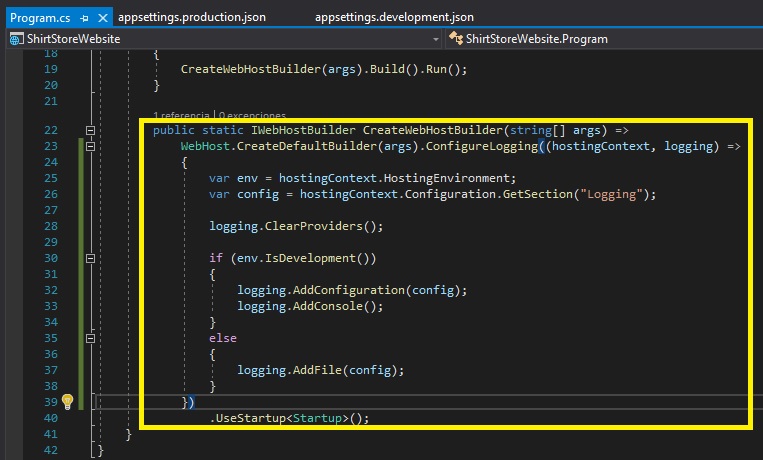 Program.cs appsettings.production.json appsettings.development.json
ShirtStoreWebsite ShirtStoreWebsite.Program
18 {
19 CreateWebHostBuilder(args).Build().Run();
20 }
21
1 referencia | 0 excepciones
22 public static IWebHostBuilder CreateWebHostBuilder(string[] args) =>
23 WebHost.CreateDefaultBuilder(args).ConfigureLogging((hostingContext, logging) =>
24 {
25 var env = hostingContext.HostingEnvironment;
26 var config = hostingContext.Configuration.GetSection("Logging");
27
28 logging.ClearProviders();
29
30 if (env.IsDevelopment())
31 {
32 logging.AddConfiguration(config);
33 logging.AddConsole();
34 }
35 else
36 {
37 logging.AddFile(config);
38 }
39 })
40 .UseStartup<Startup>();
41 }
42 }